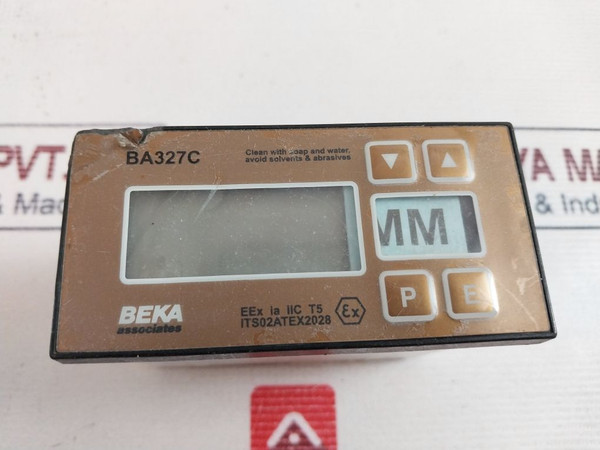 BA327C
Clean with soap and water,
avoid solvents & abrasives
MM
BEKA
associates
EEx ia IIC T5
ITS02ATEX2028
Ex
P
E
PVT.
YA MA
& Mac
& Ind